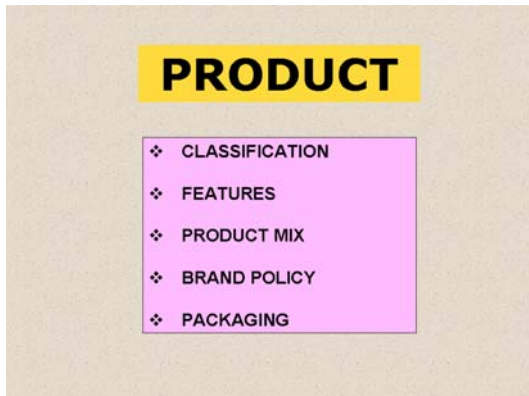 PRODUCT
❖ CLASSIFICATION
❖ FEATURES
❖ PRODUCT MIX
❖ BRAND POLICY
❖ PACKAGING